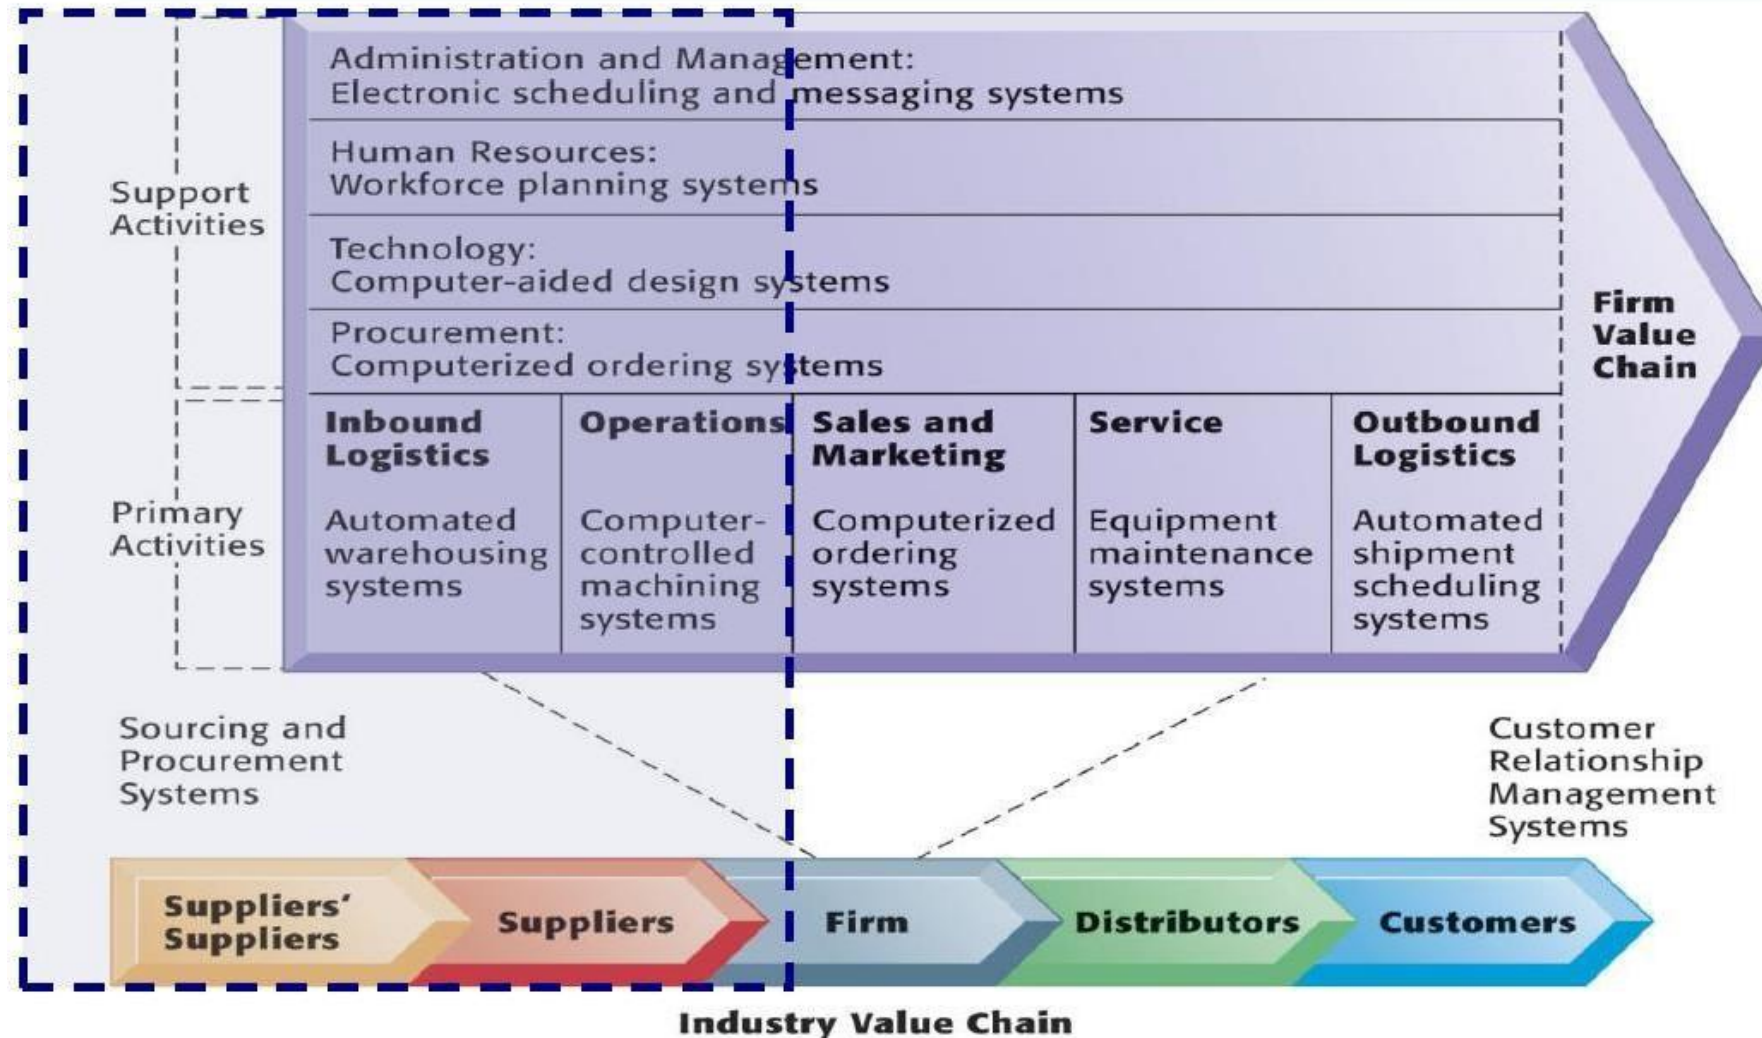 Administration and Management:
Electronic scheduling and messaging systems
Human Resources:
Workforce planning systems
Support
Activities
Technology:
Computer-aided design systems
Procurement:
Computerized ordering systems
Firm
Value
Chain
Primary
Activities
Inbound
Logistics
Automated
warehousing
systems
Operations
Computer-
controlled
machining
systems
Sales and
Marketing
Computerized
ordering
systems
Service
Equipment
maintenance
systems
Outbound
Logistics
Automated
shipment
scheduling
systems
Sourcing and
Procurement
Systems
Customer
Relationship
Management
Systems
Suppliers’
Suppliers
Suppliers
Firm
Distributors
Customers
Industry Value Chain